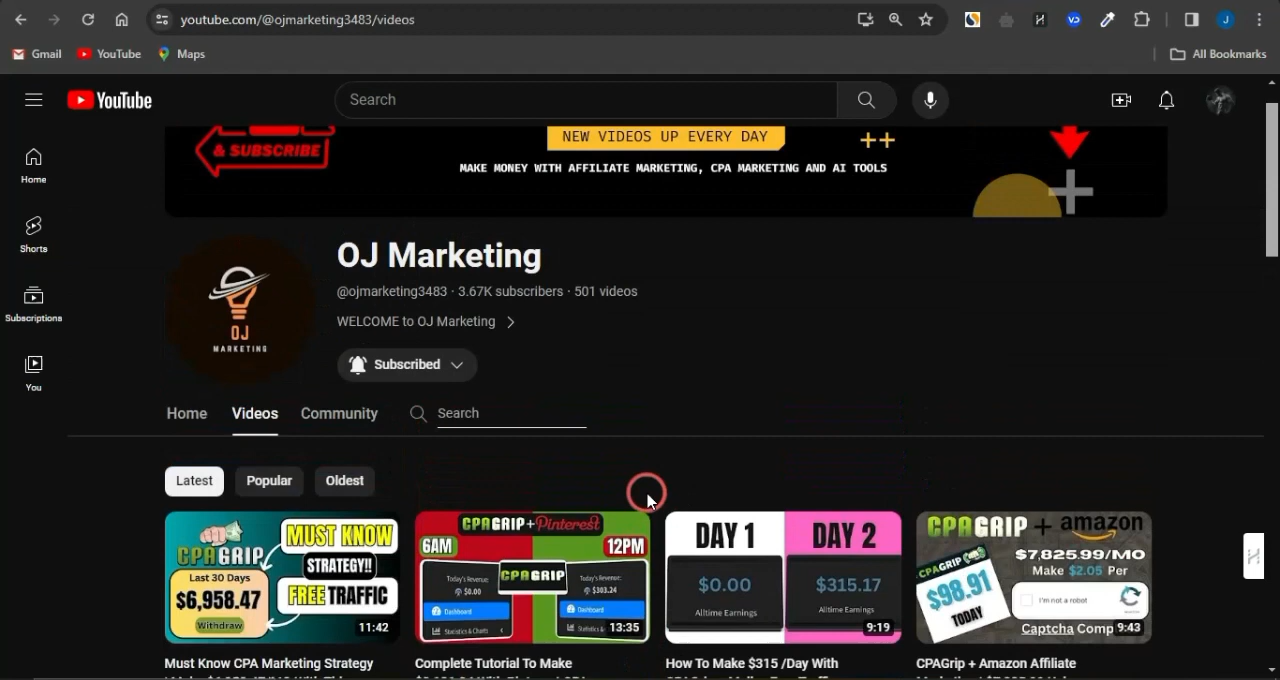 youtube.com/@ojmarketing3483/videos
J
Gmail
YouTube
Maps
All Bookmarks
YouTube
Search
Home
Shorts
Subscriptions
You
& SUBSCRIBE
NEW VIDEOS UP EVERY DAY
MAKE MONEY WITH AFFILIATE MARKETING, CPA MARKETING AND AI TOOLS
OJ
MARKETING
OJ Marketing
@ojmarketing3483 · 3.67K subscribers · 501 videos
WELCOME to OJ Marketing
Subscribed
Home
Videos
Community
Search
Latest
Popular
Oldest
CPAGRIP
Last 30 Days
$6,958.47
Withdraw
MUST KNOW
STRATEGY!!
FREE TRAFFIC
11:42
CPAGRIP+Pinterest
6AM
12PM
Today's Revenue:
$0.00
Dashboard
Statistics & Charts
CPAGRIP
Today's Revenue:
$303.24
Dashboard
13:35
DAY 1
$0.00
Alltime Earnings
DAY 2
$315.17
Alltime Earnings
9:19
CPAGRIP + amazon
CPAGRIP
$98.91
TODAY
$7,825.99/MO
Make $2.05 Per
I'm not a robot
Captcha Comp
9:43
Must Know CPA Marketing Strategy
Complete Tutorial To Make
How To Make $315 /Day With
CPAGrip + Amazon Affiliate